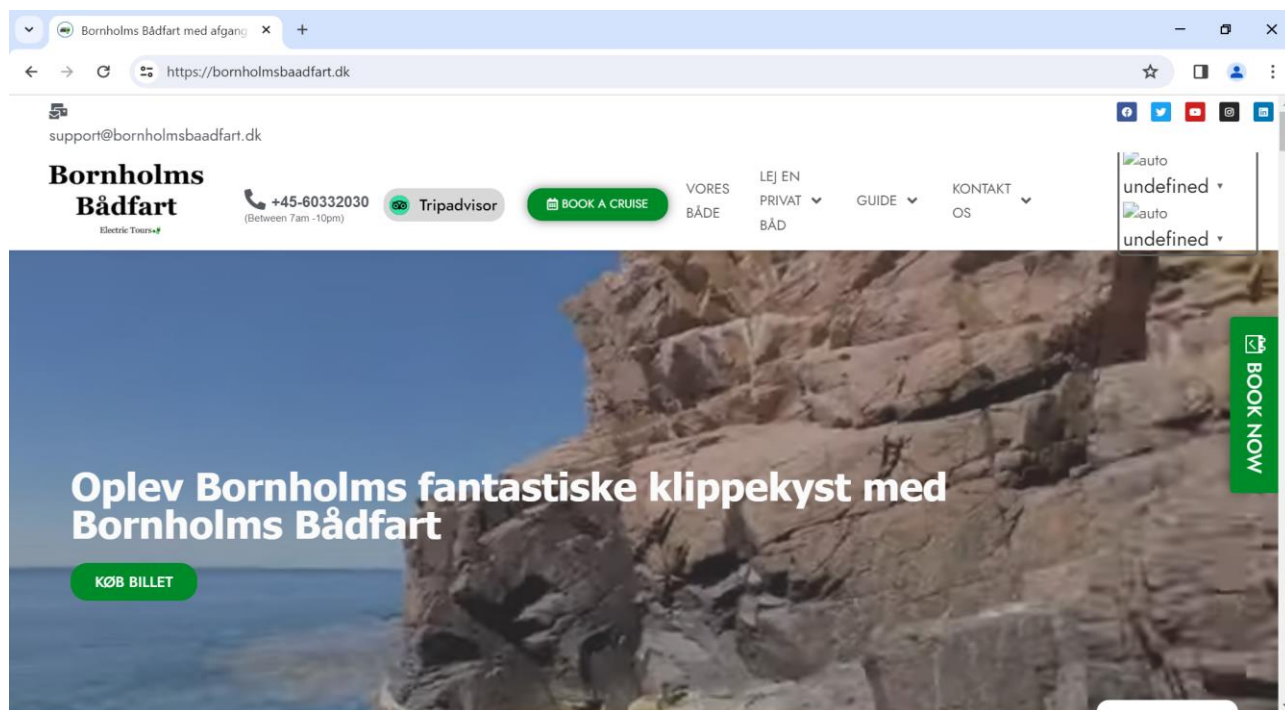 Bornholms Bådfart med afgang
https://bornholmsbaadfart.dk
support@bornholmsbaadfart.dk
Bornholms
Bådfart
Electric Tours
+45-60332030
(Between 7am -10pm)
Tripadvisor
BOOK A CRUISE
VORES
BÅDE
LEJ EN
PRIVAT
BÅD
GUIDE
KONTAKT
OS
auto
undefined
auto
undefined
BOOK NOW
Oplev Bornholms fantastiske klippekyst med
Bornholms Bådfart
KØB BILLET